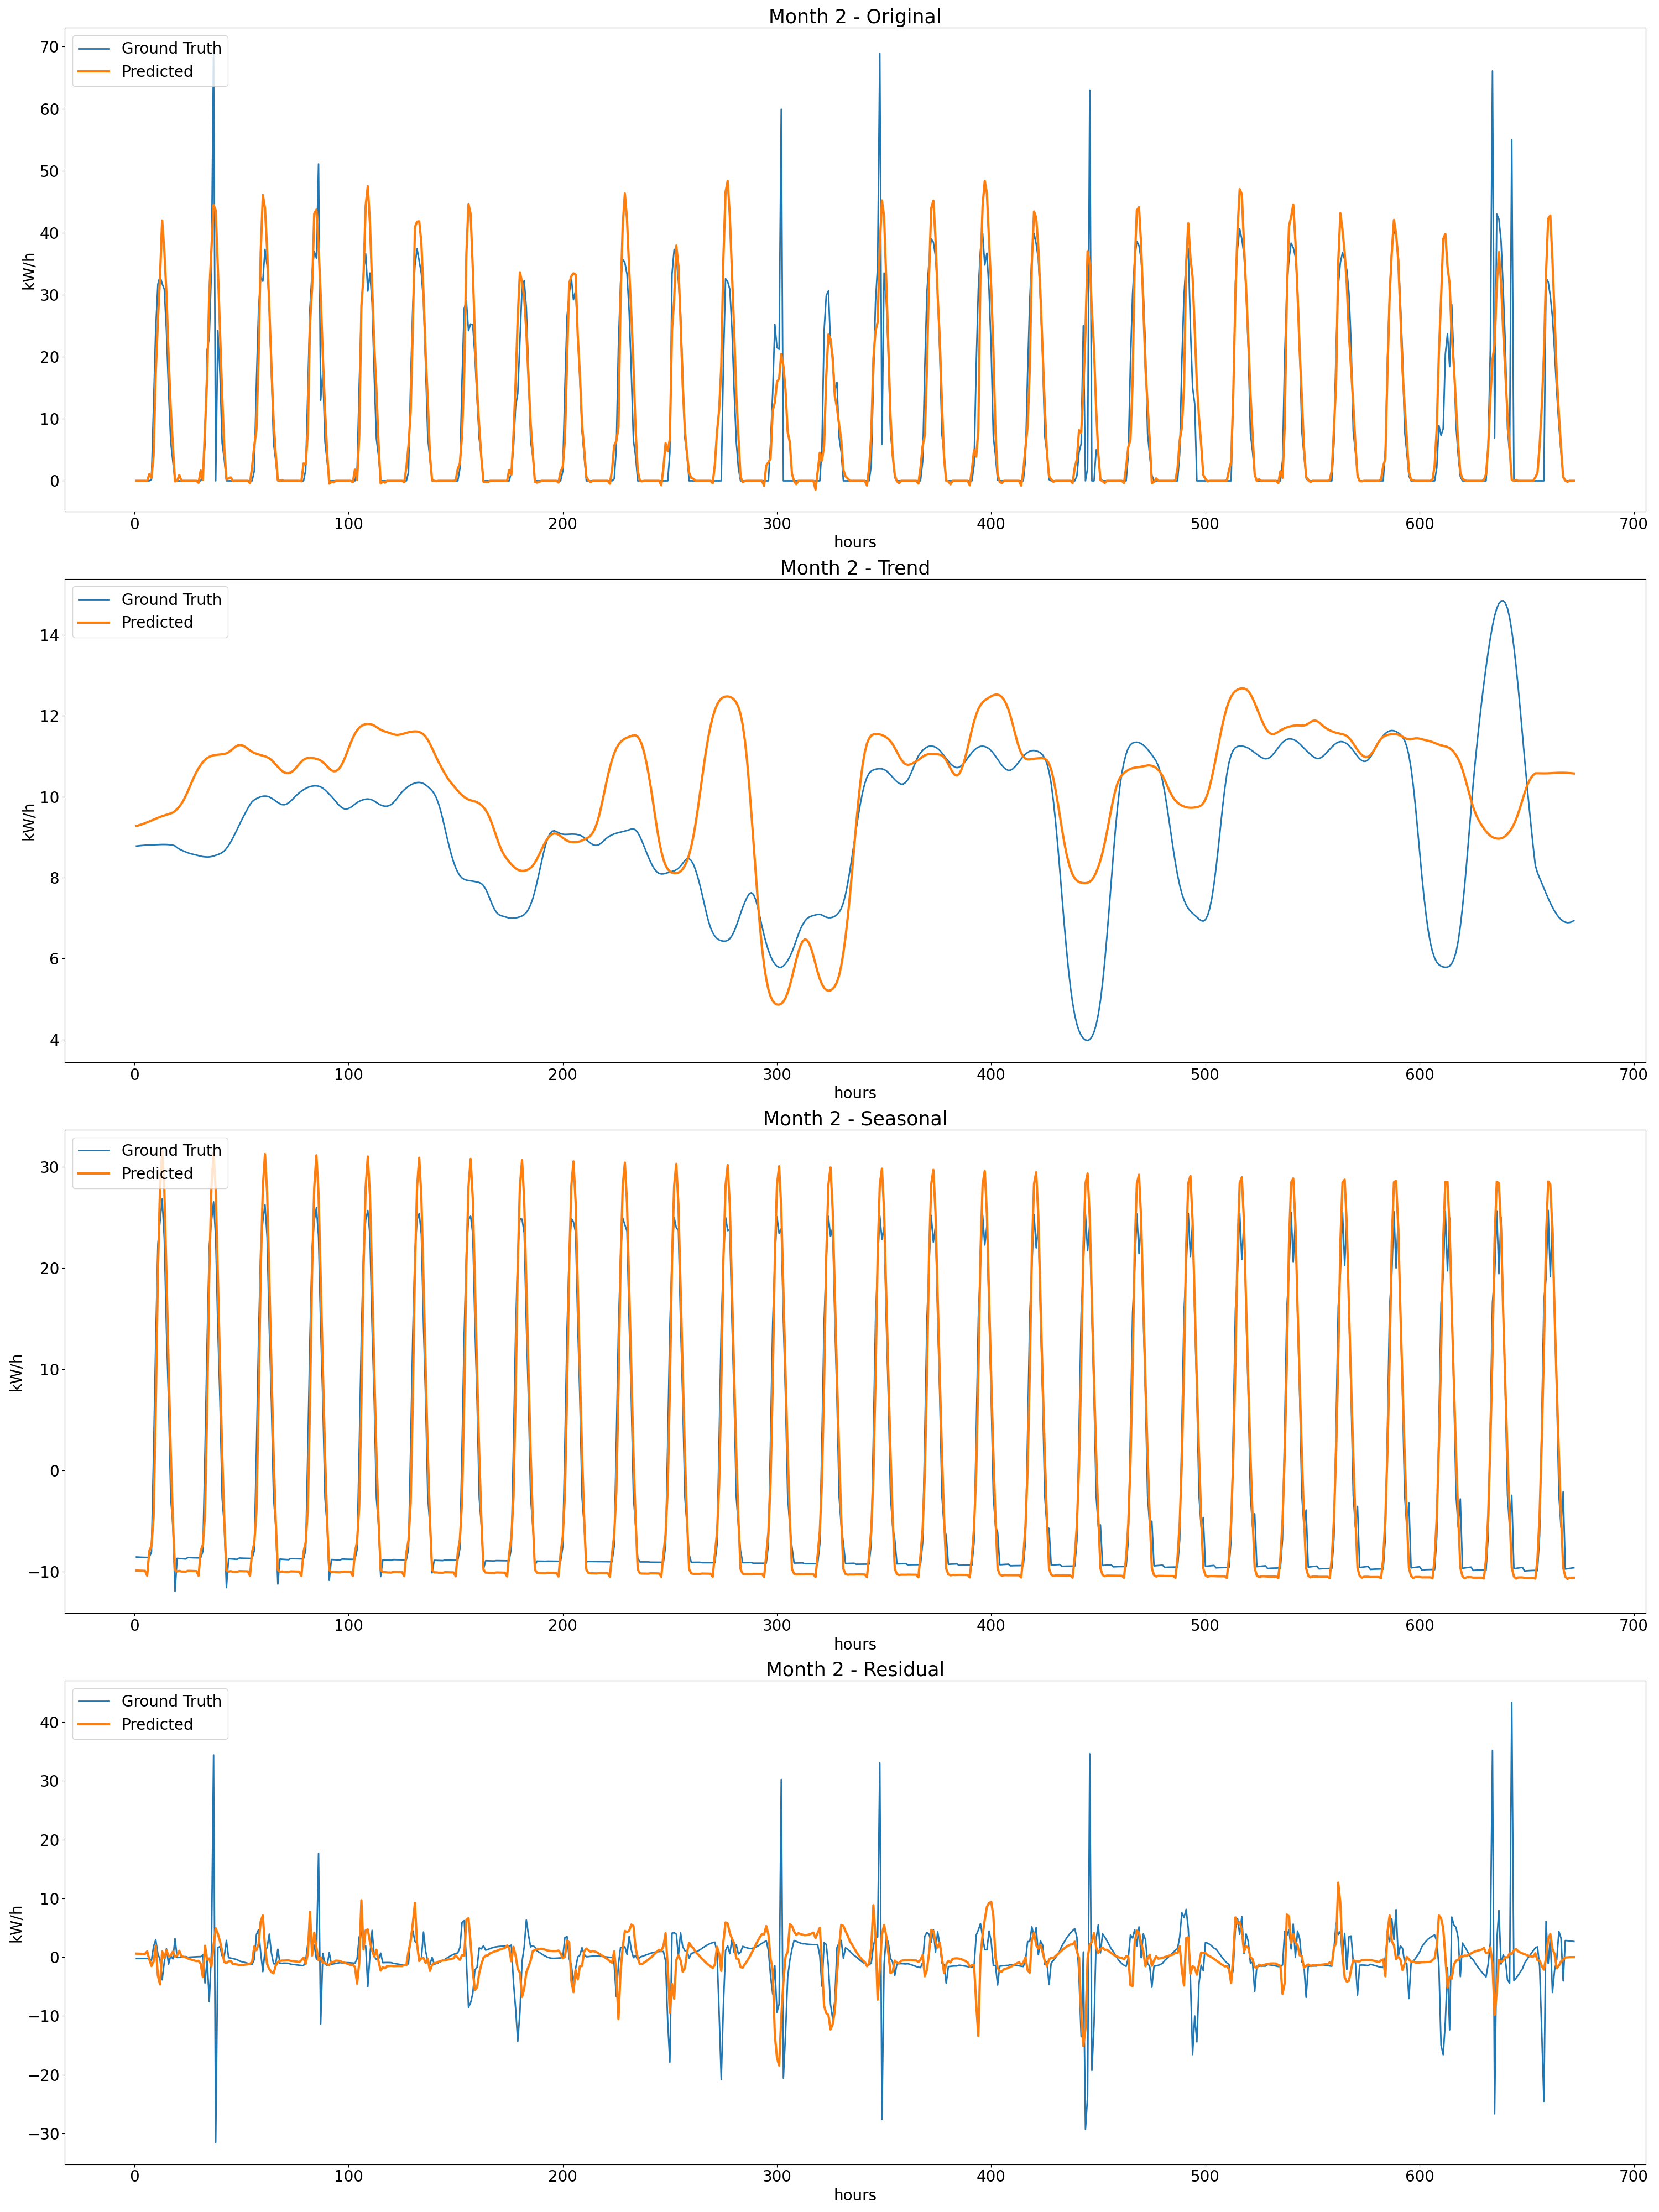 Month 2 - Original
Ground Truth
Predicted
70
60
50
40
30
20
10
0
kW/h
0 100 200 300 400 500 600 700
hours
Month 2 - Trend
Ground Truth
Predicted
14
12
10
8
6
4
kW/h
0 100 200 300 400 500 600 700
hours
Month 2 - Seasonal
Ground Truth
Predicted
30
20
10
0
−10
kW/h
0 100 200 300 400 500 600 700
hours
Month 2 - Residual
Ground Truth
Predicted
40
30
20
10
0
−10
−20
−30
kW/h
0 100 200 300 400 500 600 700
hours